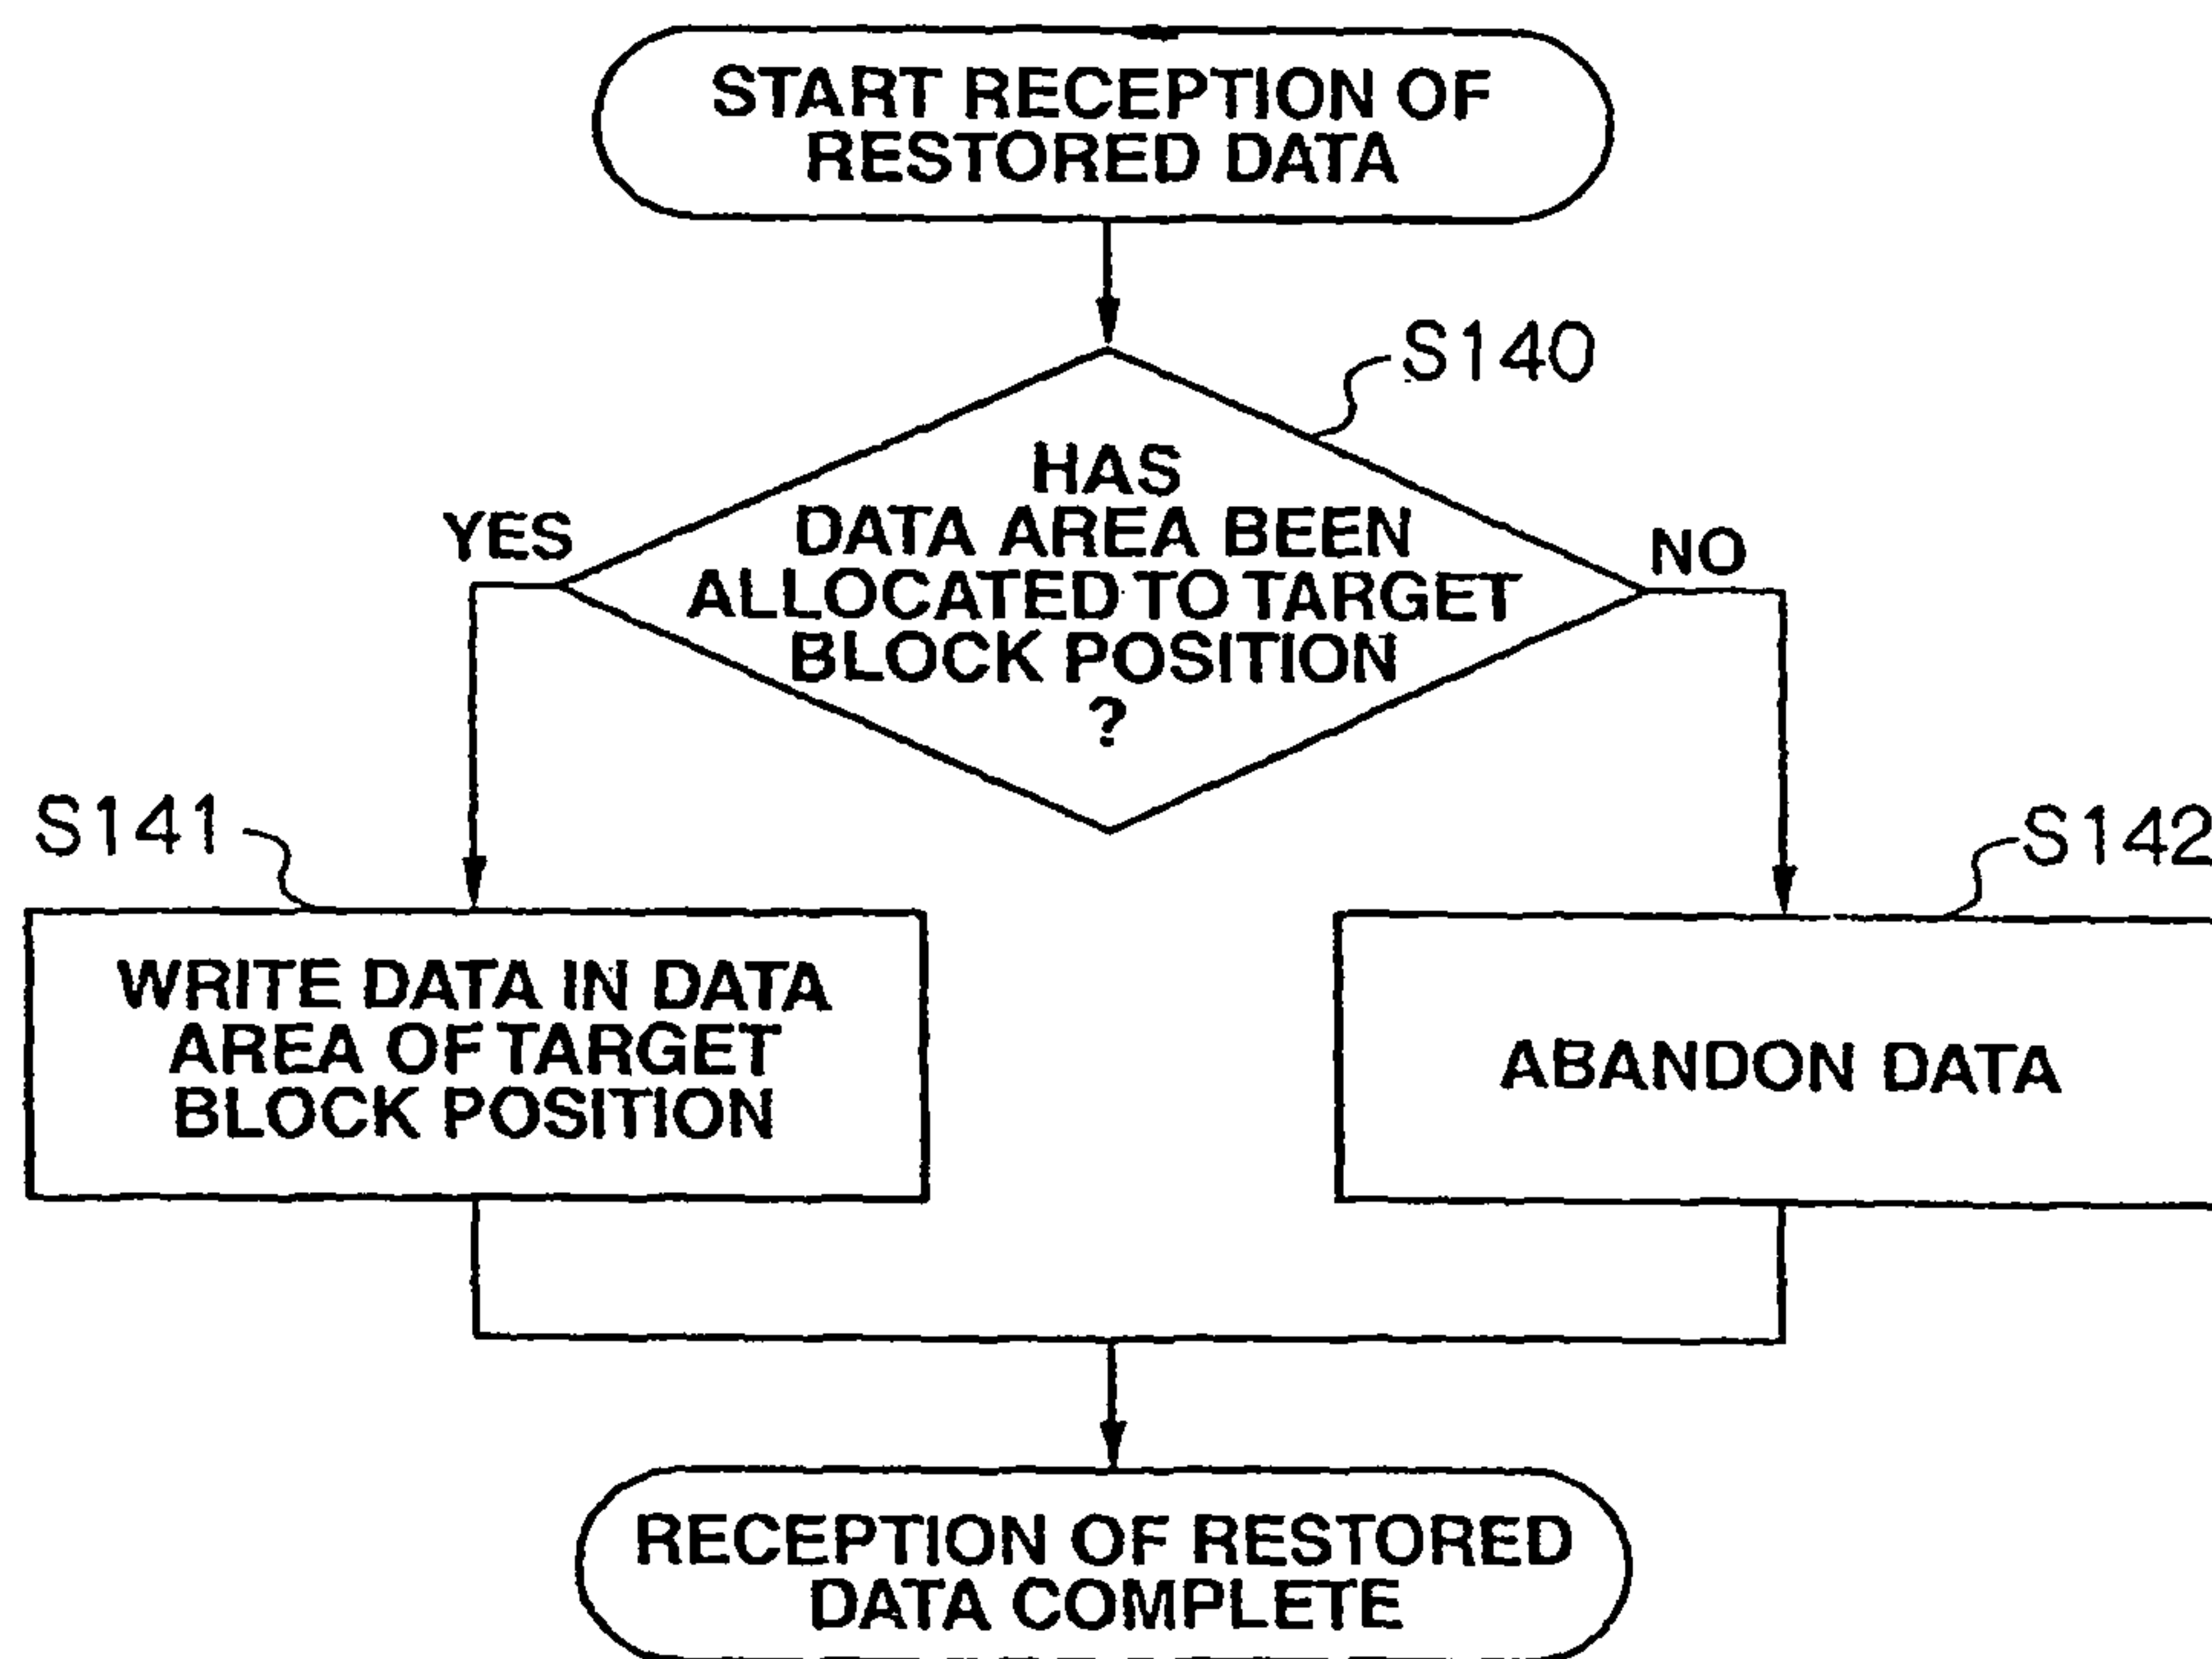 START RECEPTION OF
RESTORED DATA
S140
HAS
DATA AREA BEEN
ALLOCATED TO TARGET
BLOCK POSITION
?
YES
NO
S141
S142
WRITE DATA IN DATA
AREA OF TARGET
BLOCK POSITION
ABANDON DATA
RECEPTION OF RESTORED
DATA COMPLETE